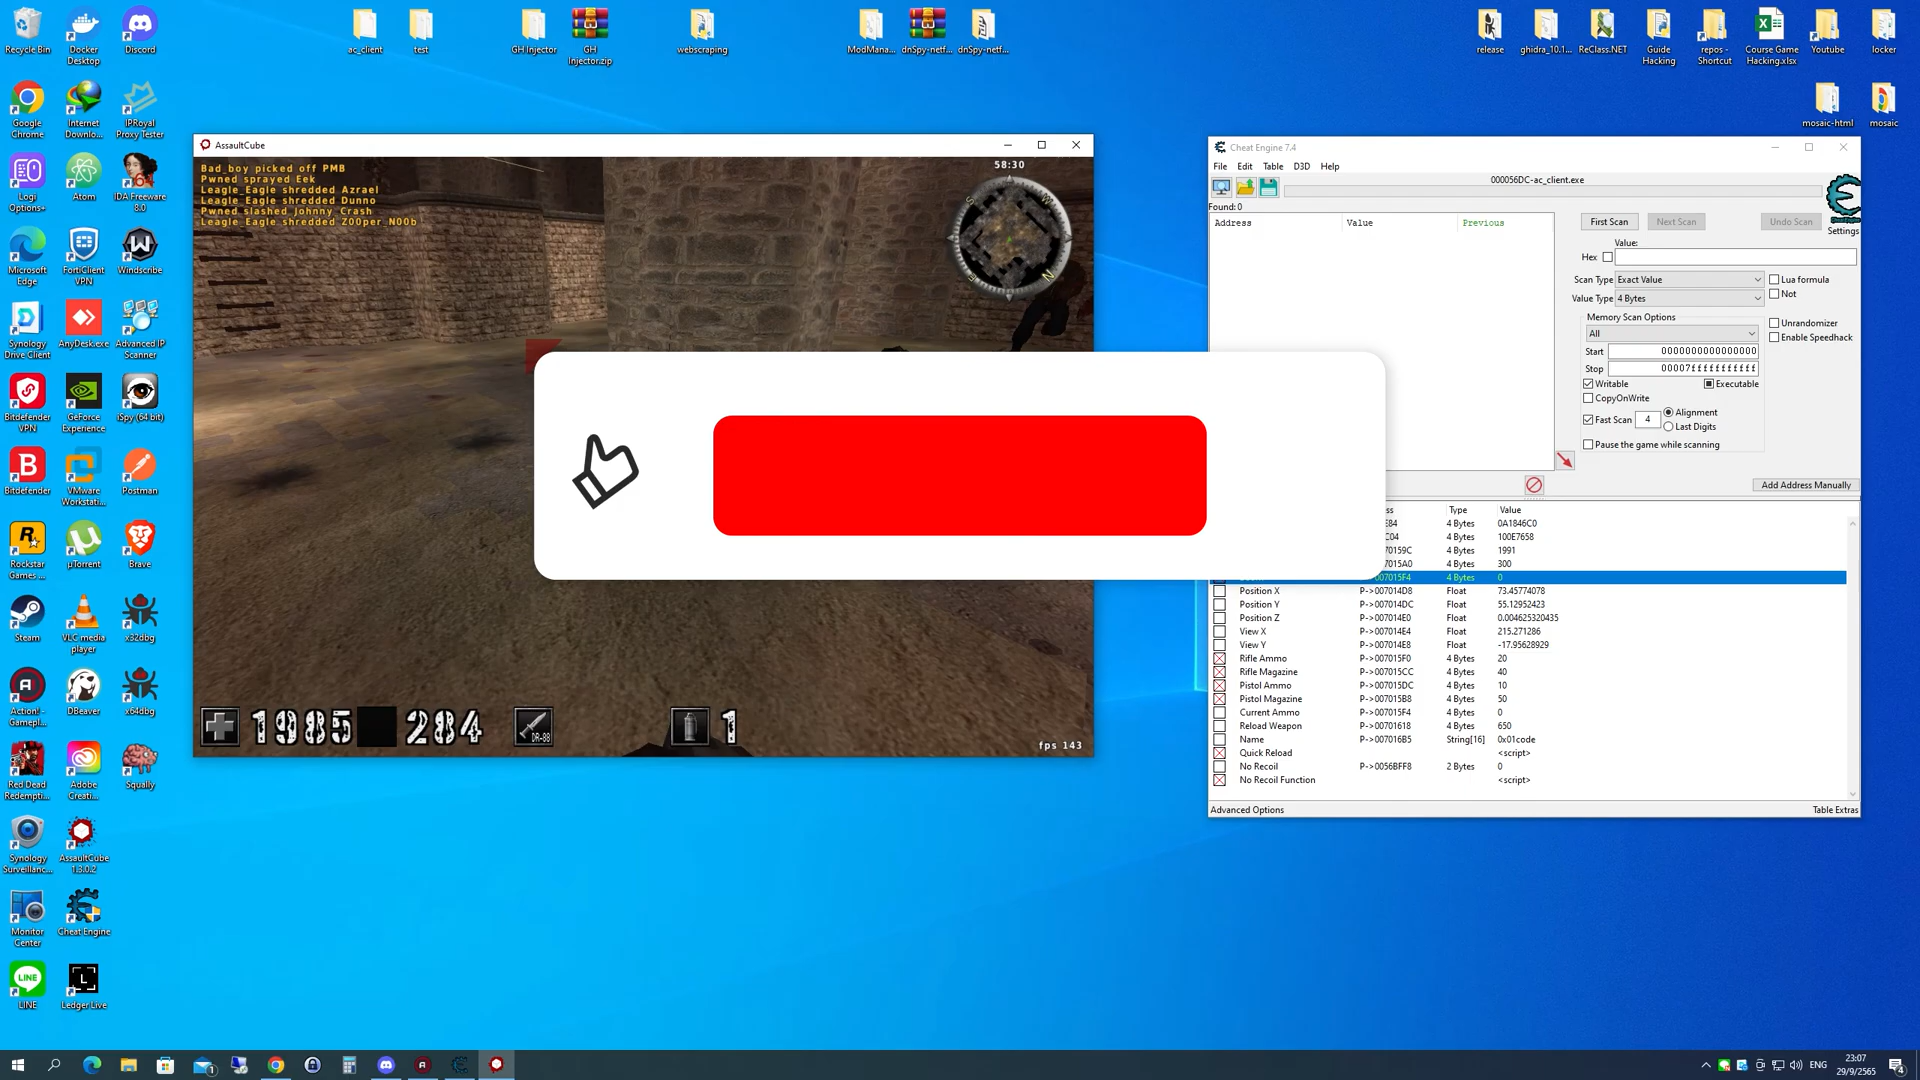 Recycle Bin
Docker Desktop
Discord
ac_client
test
GH Injector
GH Injector.zip
webscraping
ModMana...
dnSpy-netf...
dnSpy-netf...
release
ghidra_10.1...
ReClass.NET
Guide Hacking
repos - Shortcut
Course Game Hacking.xlsx
Youtube
locker
mosaic-html
mosaic
Google Chrome
Internet Downlo...
IPRoyal Proxy Tester
Logi Options+
Atom
IDA Freeware 8.0
Microsoft Edge
FortiClient VPN
Windscribe
Synology Drive Client
AnyDesk.exe
Advanced IP Scanner
Bitdefender VPN
GeForce Experience
iSpy (64 bit)
Bitdefender
VMware Workstati...
Postman
Rockstar Games ...
µTorrent
Brave
Steam
VLC media player
x32dbg
Action! - Gamepl...
DBeaver
x64dbg
Red Dead Redempti...
Adobe Creati...
Squally
Synology Surveillanc...
AssaultCube 1.3.0.2
Monitor Center
Cheat Engine
LINE
Ledger Live
AssaultCube
Bad_boy picked off PMB
Pwned sprayed Eek
Leagle_Eagle shredded Azrael
Leagle_Eagle shredded Dunno
Pwned slashed Johnny_Crash
Leagle_Eagle shredded Z00per_N00b
58:30
1985 284 DR-88 1
fps 143
Cheat Engine 7.4
File Edit Table D3D Help
000056DC-ac_client.exe
Found: 0
Address Value Previous
First Scan Next Scan Undo Scan
Settings
Value:
Hex
Scan Type Exact Value Lua formula
Value Type 4 Bytes Not
Memory Scan Options
All
Unrandomizer
Enable Speedhack
Start 0000000000000000
Stop 00007fffffffffff
Writable Executable
CopyOnWrite
Fast Scan 4 Alignment
Last Digits
Pause the game while scanning
Add Address Manually
ss Type Value
E84 4 Bytes 0A1846C0
C04 4 Bytes 100E7658
70159C 4 Bytes 1991
7015A0 4 Bytes 300
007015F4 4 Bytes 0
Position X P->007014D8 Float 73.45774078
Position Y P->007014DC Float 55.12952423
Position Z P->007014E0 Float 0.004625320435
View X P->007014E4 Float 215.271286
View Y P->007014E8 Float -17.95628929
Rifle Ammo P->007015F0 4 Bytes 20
Rifle Magazine P->007015CC 4 Bytes 40
Pistol Ammo P->007015DC 4 Bytes 10
Pistol Magazine P->007015B8 4 Bytes 50
Current Ammo P->007015F4 4 Bytes 0
Reload Weapon P->00701618 4 Bytes 650
Name P->007016B5 String[16] 0x01code
Quick Reload <script>
No Recoil P->0056BFF8 2 Bytes 0
No Recoil Function <script>
Advanced Options Table Extras
ENG
23:07
29/9/2565